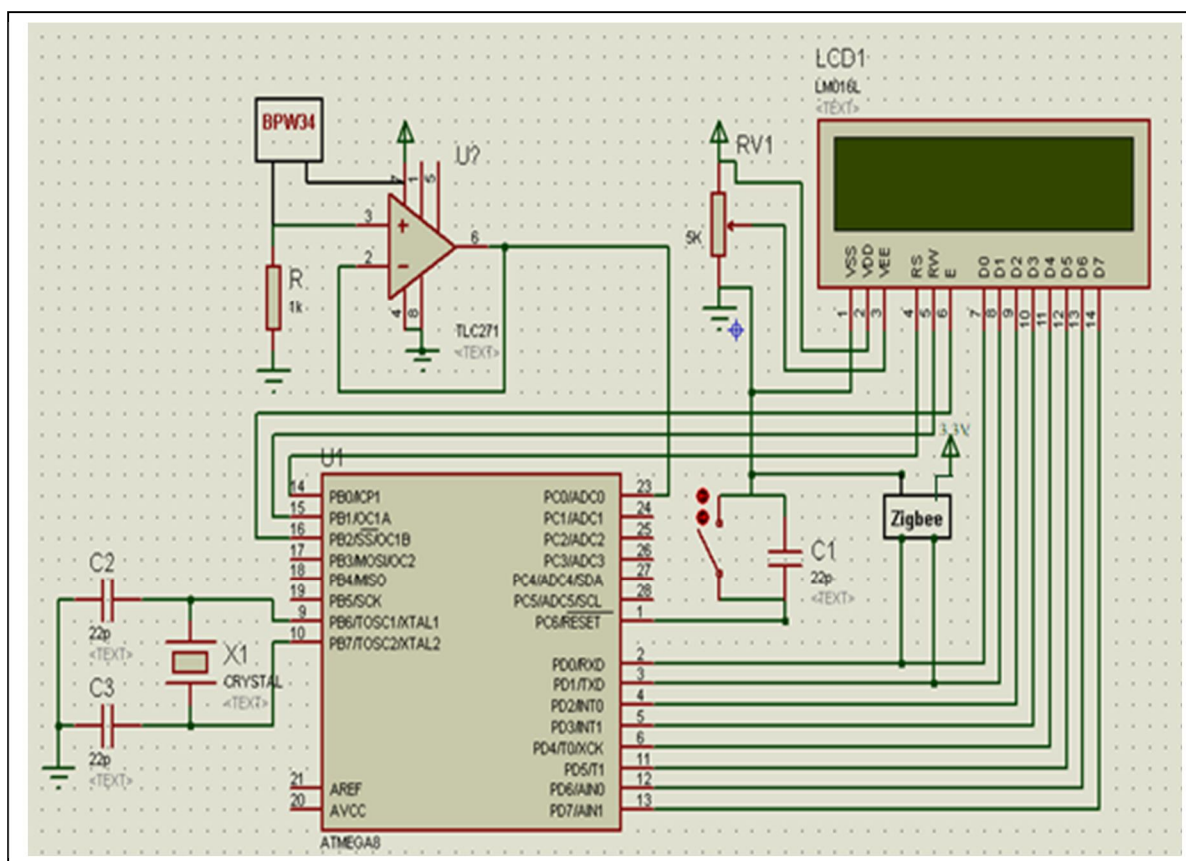 LCD1
LM016L
<TEXT>
BPW34
U?
RV1
5K
7
1
5
3
2
6
4
8
TLC271
<TEXT>
R
1k
VSS
VDD
VEE
RS
RW
E
D0
D1
D2
D3
D4
D5
D6
D7
1
2
3
4
5
6
7
8
9
10
11
12
13
14
3.3V
Zigbee
C1
22p
<TEXT>
U1
14 PB0/ICP1
15 PB1/OC1A
16 PB2/SS/OC1B
17 PB3/MOSI/OC2
18 PB4/MISO
19 PB5/SCK
9 PB6/TOSC1/XTAL1
10 PB7/TOSC2/XTAL2
21 AREF
20 AVCC
PC0/ADC0 23
PC1/ADC1 24
PC2/ADC2 25
PC3/ADC3 26
PC4/ADC4/SDA 27
PC5/ADC5/SCL 28
PC6/RESET 1
PD0/RXD 2
PD1/TXD 3
PD2/INT0 4
PD3/INT1 5
PD4/T0/XCK 6
PD5/T1 11
PD6/AIN0 12
PD7/AIN1 13
ATMEGA8
C2
22p
<TEXT>
X1
CRYSTAL
<TEXT>
C3
22p
<TEXT>